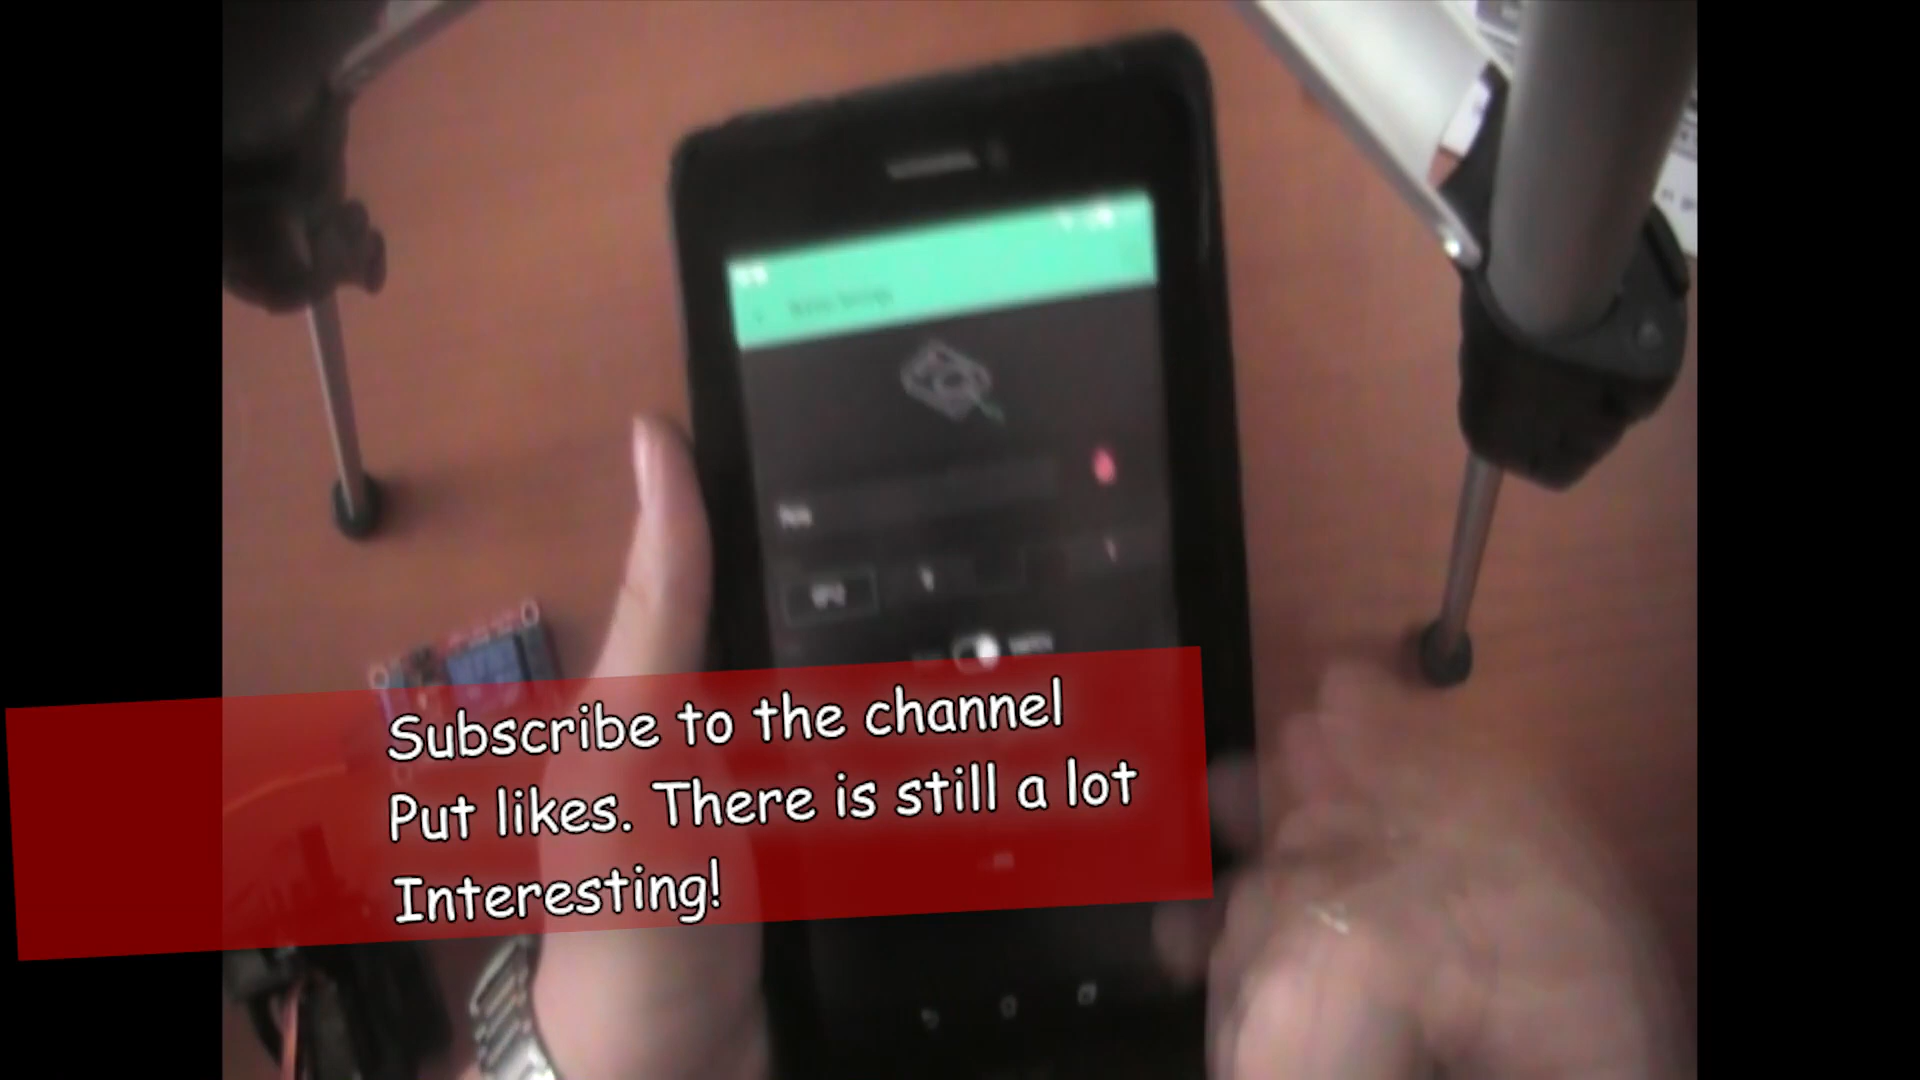 Subscribe to the channel
Put likes. There is still a lot
Interesting!